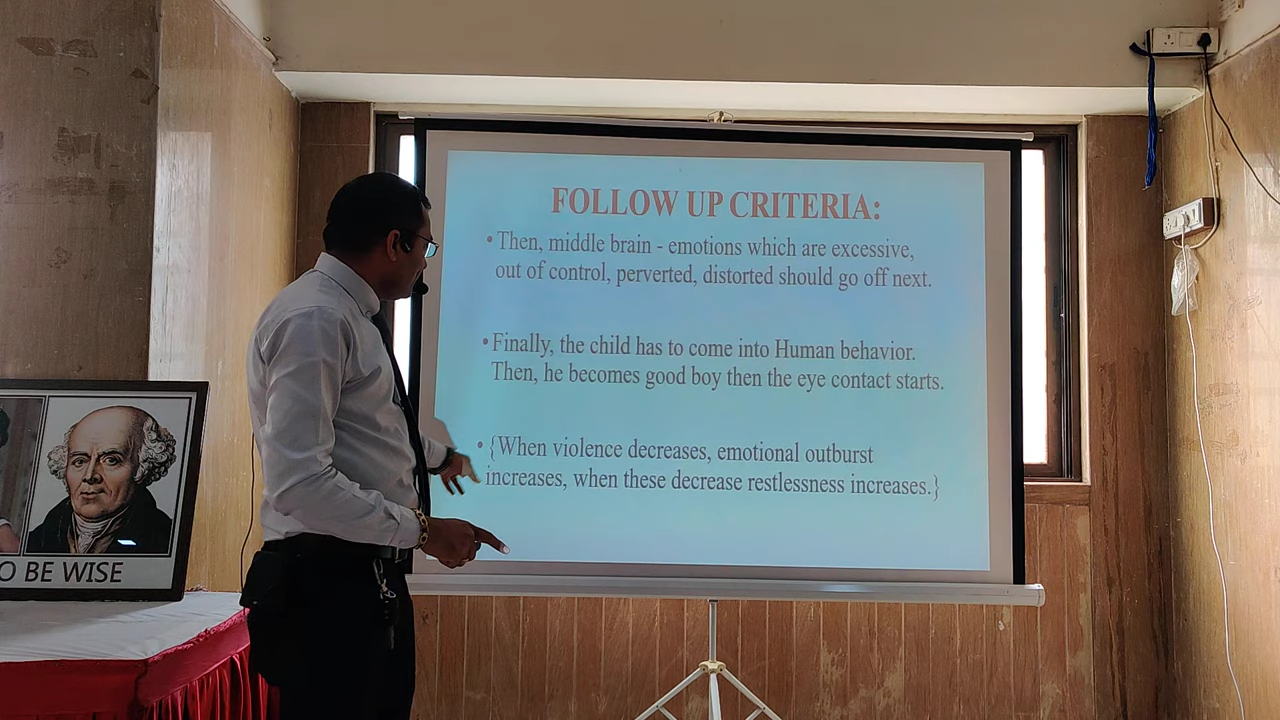 FOLLOW UP CRITERIA:
• Then, middle brain - emotions which are excessive,
out of control, perverted, distorted should go off next.
• Finally, the child has to come into Human behavior.
Then, he becomes good boy then the eye contact starts.
• {When violence decreases, emotional outburst
increases, when these decrease restlessness increases.}
O BE WISE